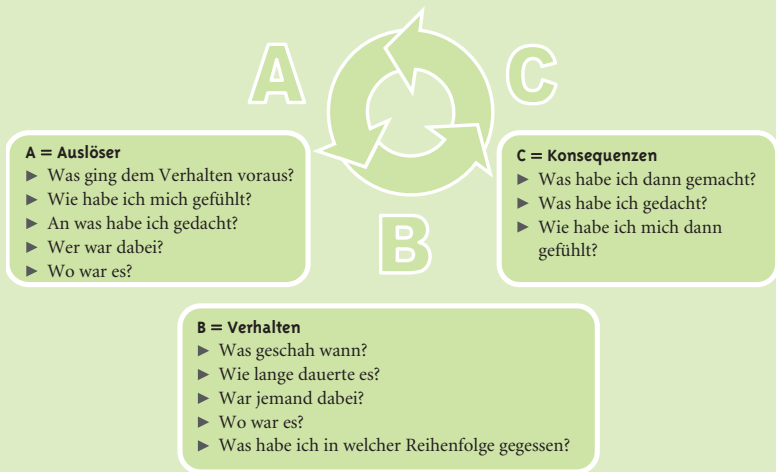 A
C
B
A = Auslöser
▶ Was ging dem Verhalten voraus?
▶ Wie habe ich mich gefühlt?
▶ An was habe ich gedacht?
▶ Wer war dabei?
▶ Wo war es?
C = Konsequenzen
▶ Was habe ich dann gemacht?
▶ Was habe ich gedacht?
▶ Wie habe ich mich dann
gefühlt?
B = Verhalten
▶ Was geschah wann?
▶ Wie lange dauerte es?
▶ War jemand dabei?
▶ Wo war es?
▶ Was habe ich in welcher Reihenfolge gegessen?